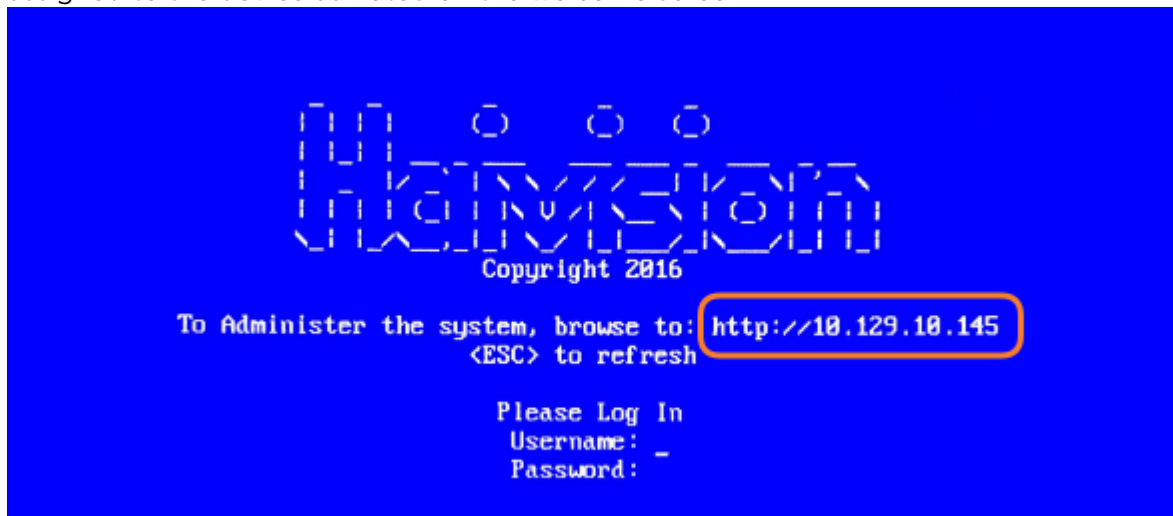 Haivision
Copyright 2016
To Administer the system, browse to: http://10.129.10.145
<ESC> to refresh
Please Log In
Username: _
Password: